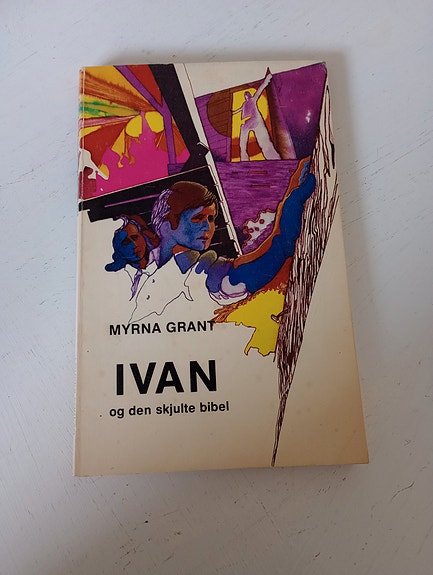 MYRNA GRANT
IVAN
og den skjulte bibel